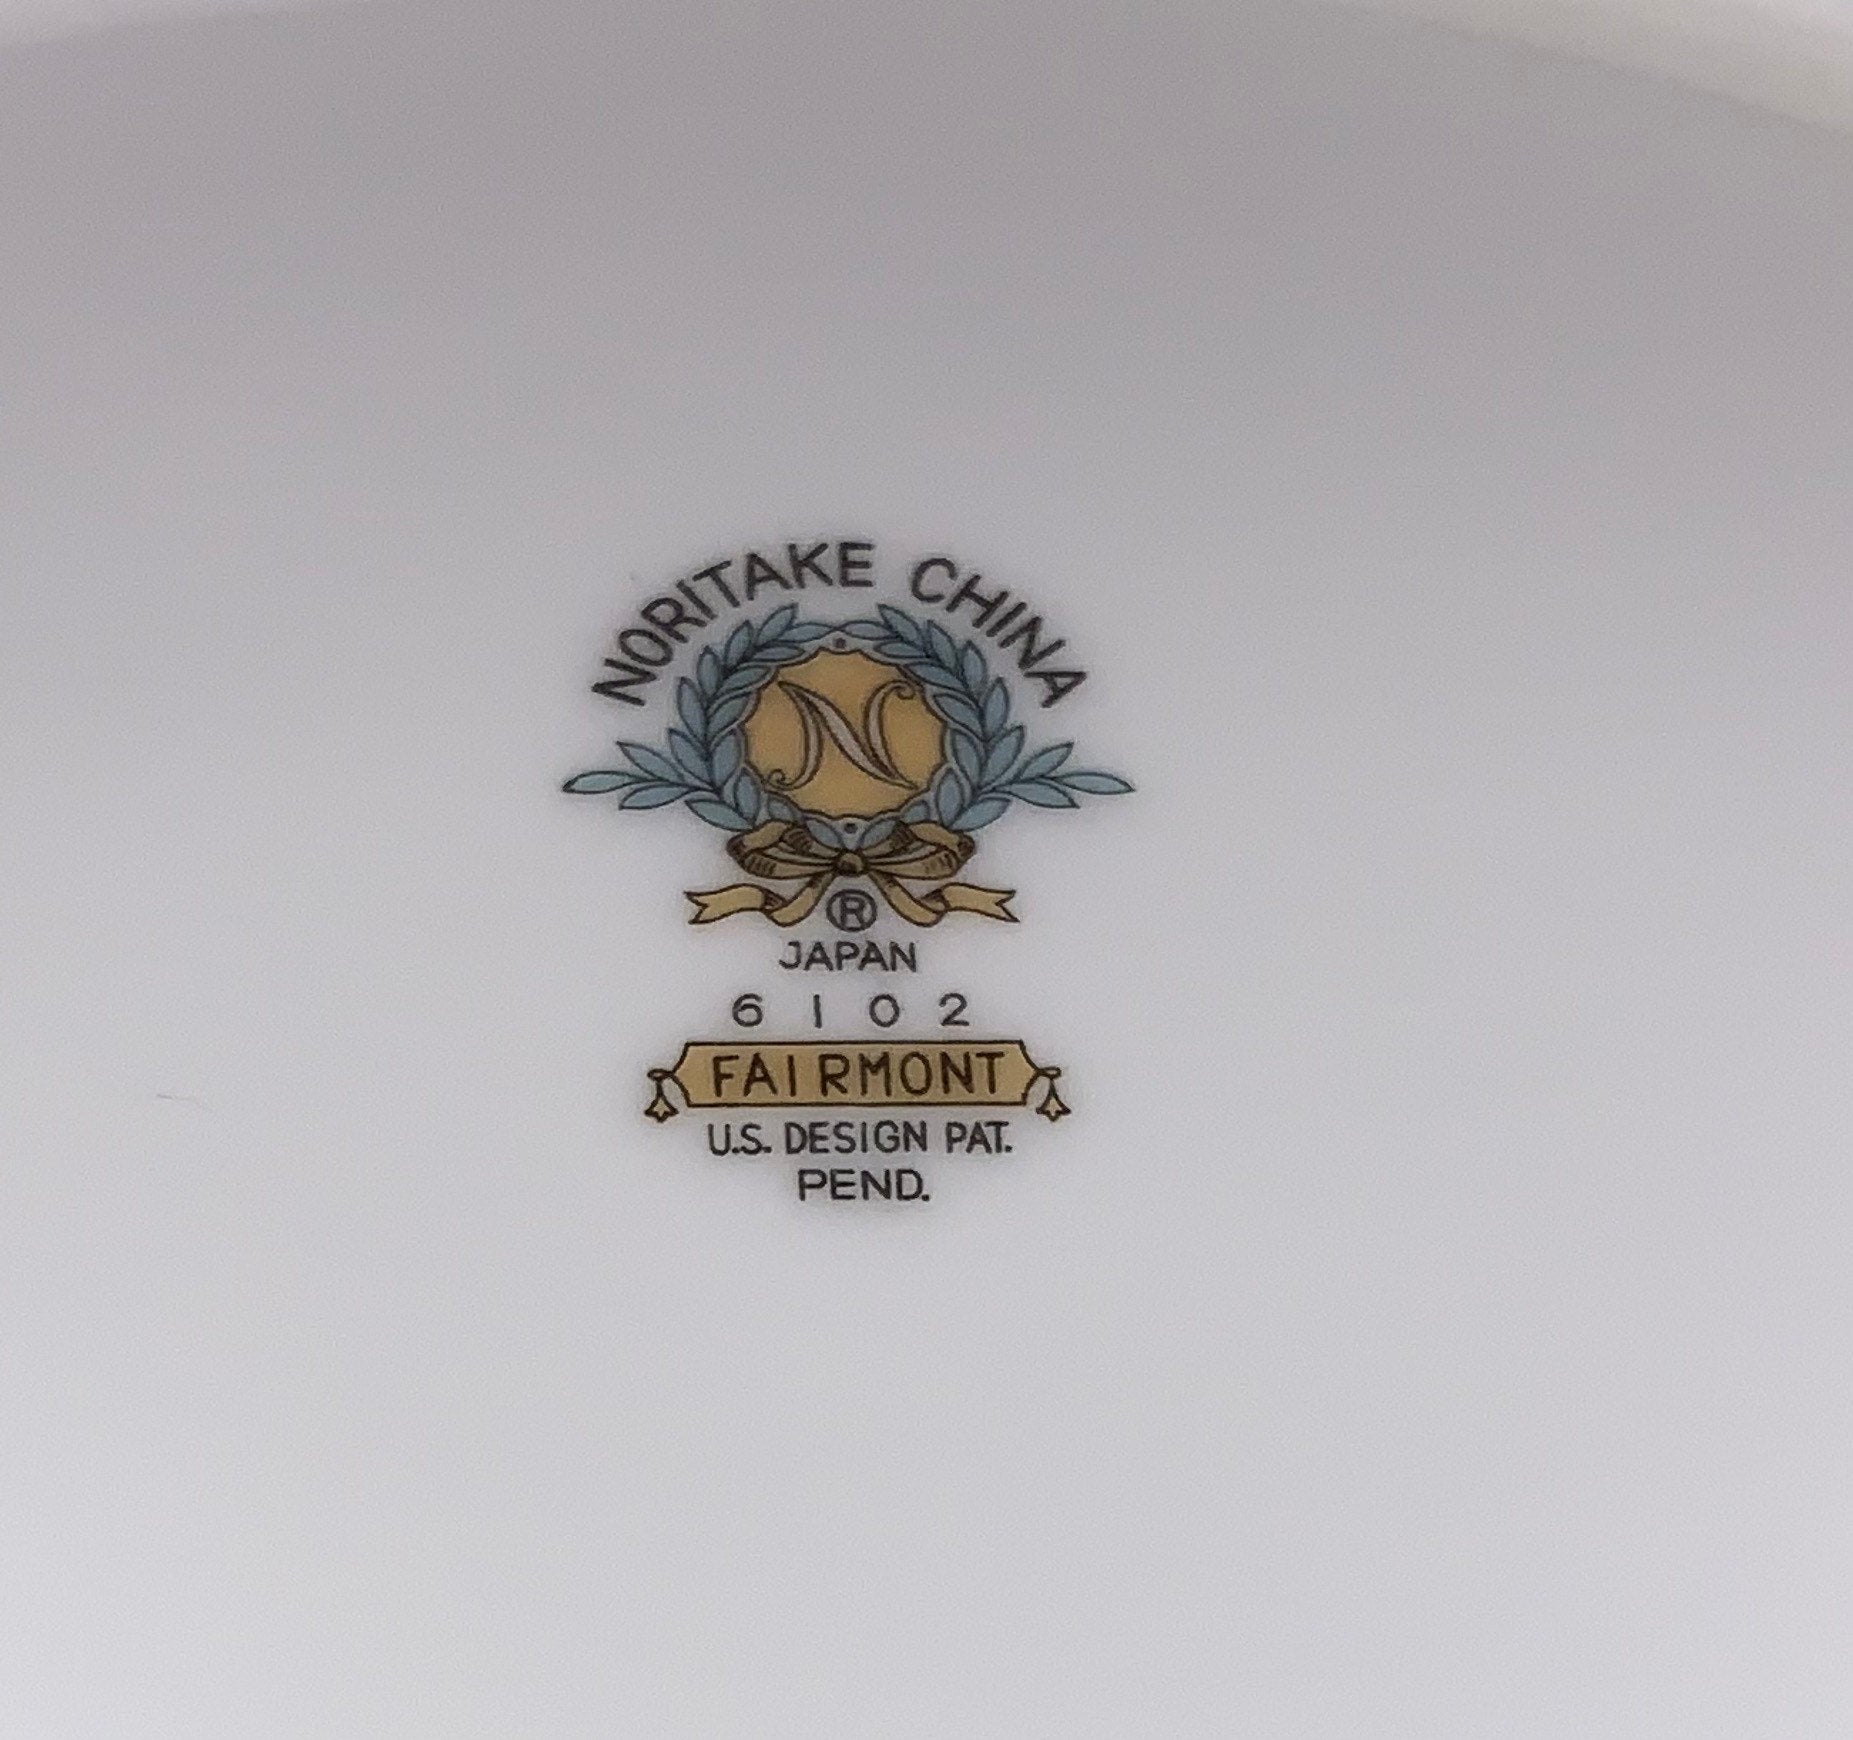 NORITAKE CHINA
N
®
JAPAN
6102
FAIRMONT
U.S. DESIGN PAT.
PEND.